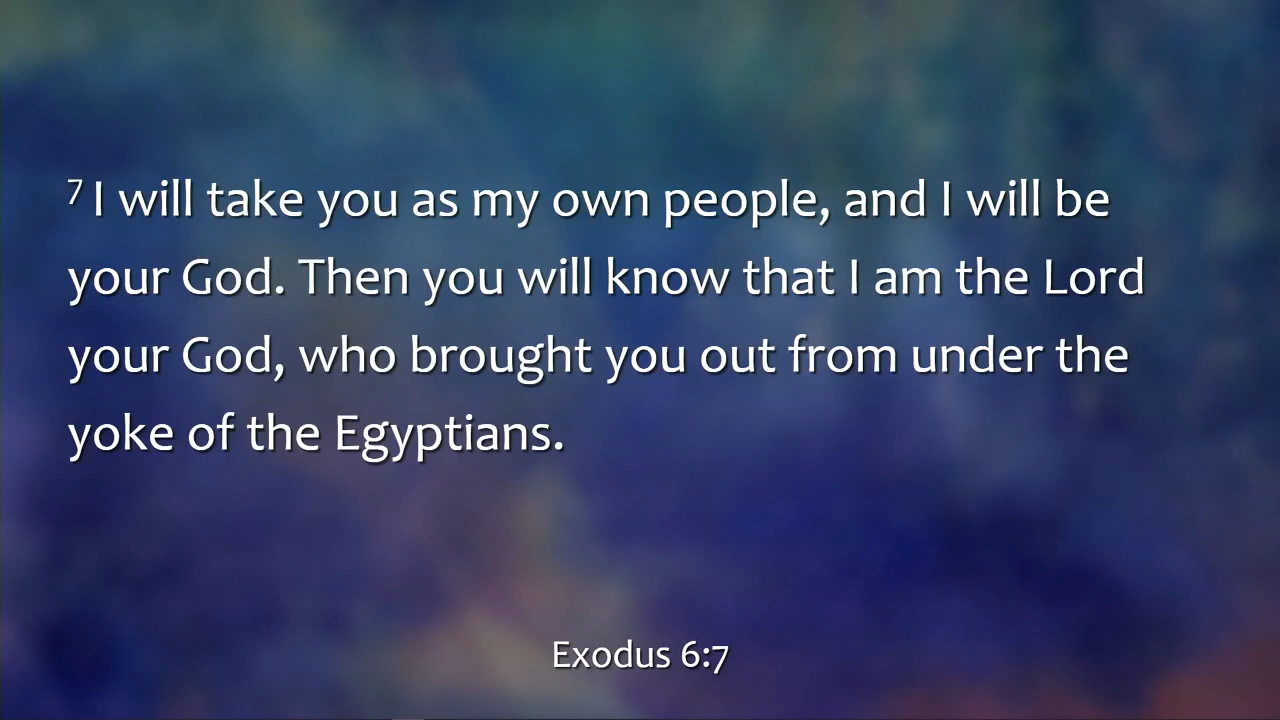 7 I will take you as my own people, and I will be
your God. Then you will know that I am the Lord
your God, who brought you out from under the
yoke of the Egyptians.
Exodus 6:7